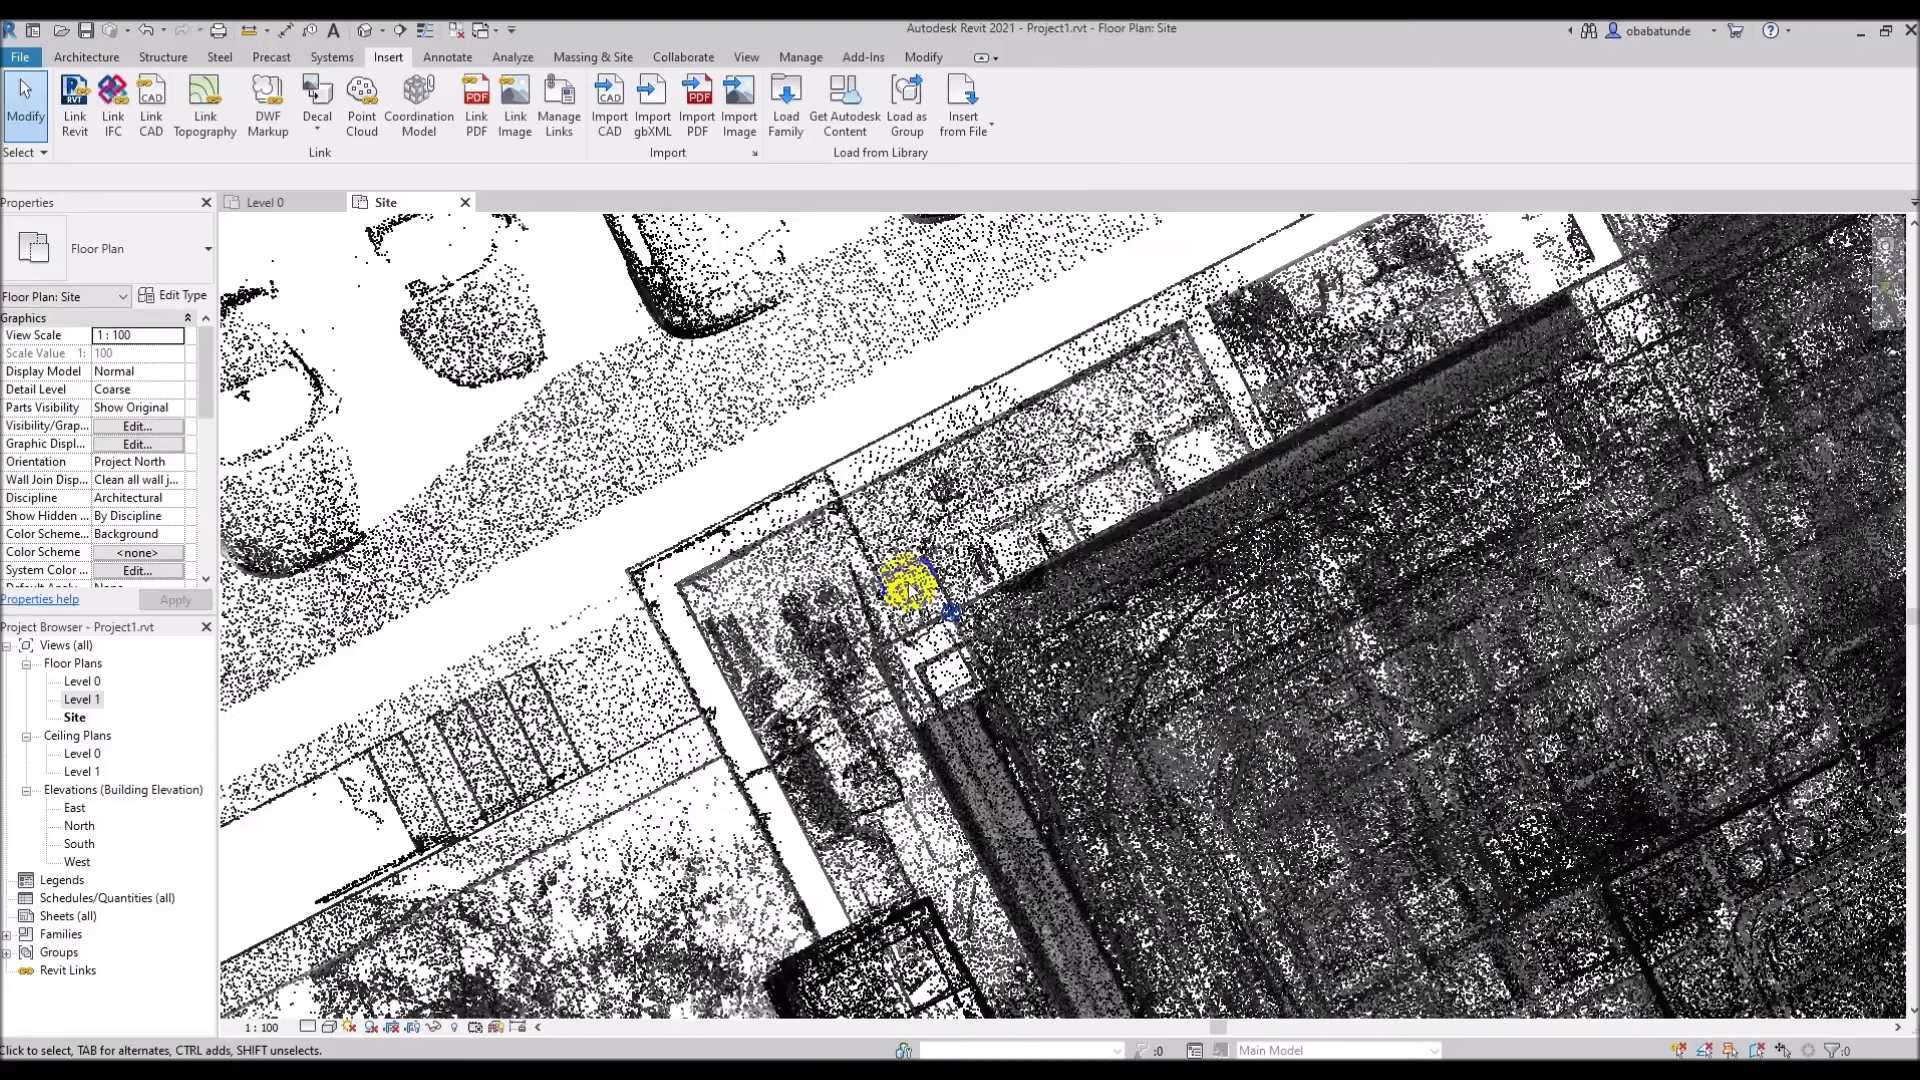 Autodesk Revit 2021 - Project1.rvt - Floor Plan: Site
obabatunde
File Architecture Structure Steel Precast Systems Insert Annotate Analyze Massing & Site Collaborate View Manage Add-Ins Modify
Modify
Link Revit
Link IFC
Link CAD
Link Topography
DWF Markup
Decal
Point Cloud
Coordination Model
Link PDF
Link Image
Manage Links
Import CAD
Import gbXML
Import PDF
Import Image
Load Family
Get Autodesk Content
Load as Group
Insert from File
Select
Link
Import
Load from Library
Properties
Level 0
Site
Floor Plan
Floor Plan: Site
Edit Type
Graphics
View Scale 1 : 100
Scale Value 1: 100
Display Model Normal
Detail Level Coarse
Parts Visibility Show Original
Visibility/Grap... Edit...
Graphic Displ... Edit...
Orientation Project North
Wall Join Disp... Clean all wall j...
Discipline Architectural
Show Hidden ... By Discipline
Color Scheme... Background
Color Scheme <none>
System Color ... Edit...
Properties help
Apply
Project Browser - Project1.rvt
Views (all)
Floor Plans
Level 0
Level 1
Site
Ceiling Plans
Level 0
Level 1
Elevations (Building Elevation)
East
North
South
West
Legends
Schedules/Quantities (all)
Sheets (all)
Families
Groups
Revit Links
1 : 100
Click to select, TAB for alternates, CTRL adds, SHIFT unselects.
:0
Main Model
:0